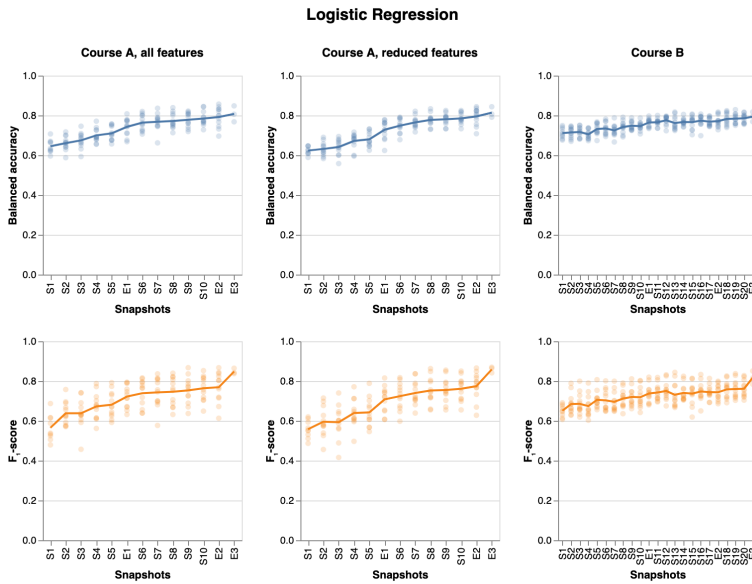 Logistic Regression
Course A, all features
Course A, reduced features
Course B
Balanced accuracy
1.0
0.8
0.6
0.4
0.2
0.0
S1 S2 S3 S4 S5 E1 S6 S7 S8 S9 S10 E2 E3
Snapshots
Balanced accuracy
1.0
0.8
0.6
0.4
0.2
0.0
S1 S2 S3 S4 S5 E1 S6 S7 S8 S9 S10 E2 E3
Snapshots
Balanced accuracy
1.0
0.8
0.6
0.4
0.2
0.0
S1 S2 S3 S4 S5 S6 S7 S8 S9 S10 E1 S11 S12 S13 S14 S15 S16 S17 E2 S18 S19 S20
Snapshots
F1-score
1.0
0.8
0.6
0.4
0.2
0.0
S1 S2 S3 S4 S5 E1 S6 S7 S8 S9 S10 E2 E3
Snapshots
F1-score
1.0
0.8
0.6
0.4
0.2
0.0
S1 S2 S3 S4 S5 E1 S6 S7 S8 S9 S10 E2 E3
Snapshots
F1-score
1.0
0.8
0.6
0.4
0.2
0.0
S1 S2 S3 S4 S5 S6 S7 S8 S9 S10 E1 S11 S12 S13 S14 S15 S16 S17 E2 S18 S19 S20
Snapshots